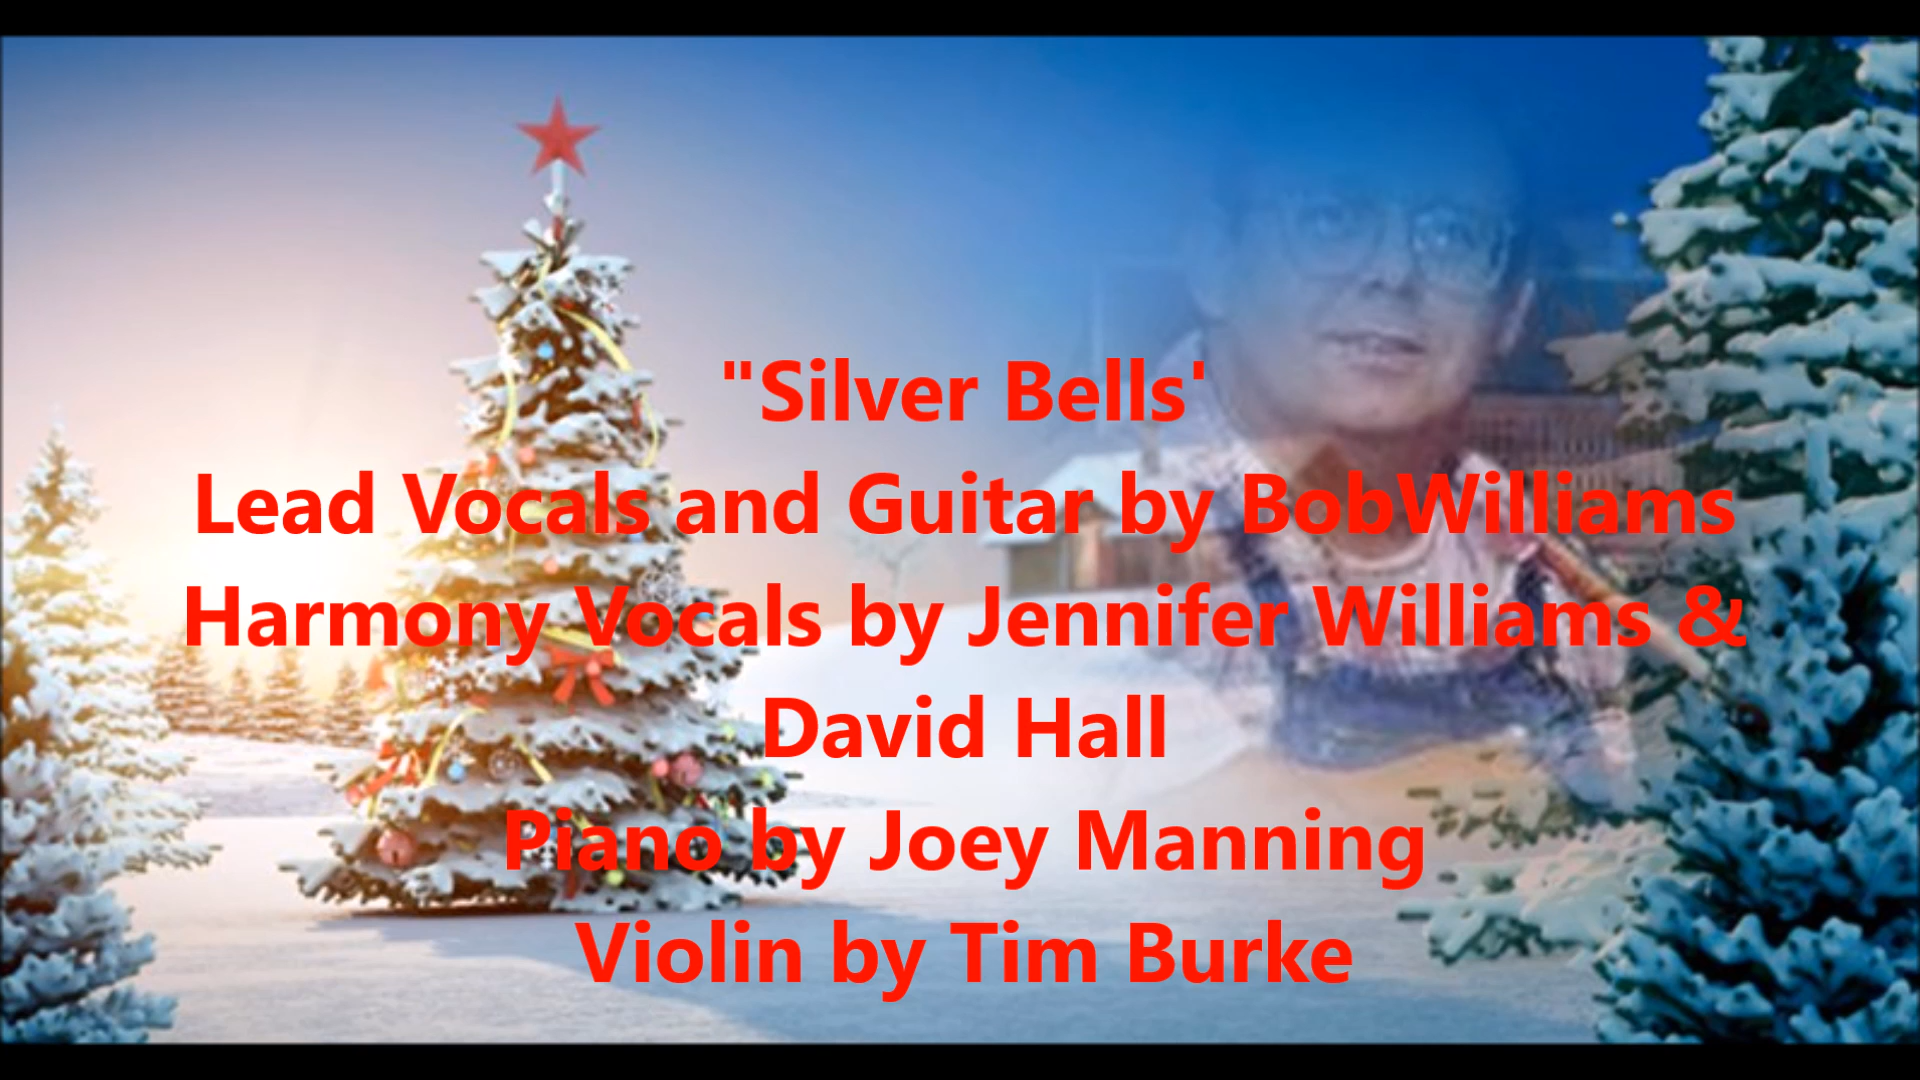 "Silver Bells'
Lead Vocals and Guitar by BobWilliams
Harmony Vocals by Jennifer Williams &
David Hall
Piano by Joey Manning
Violin by Tim Burke